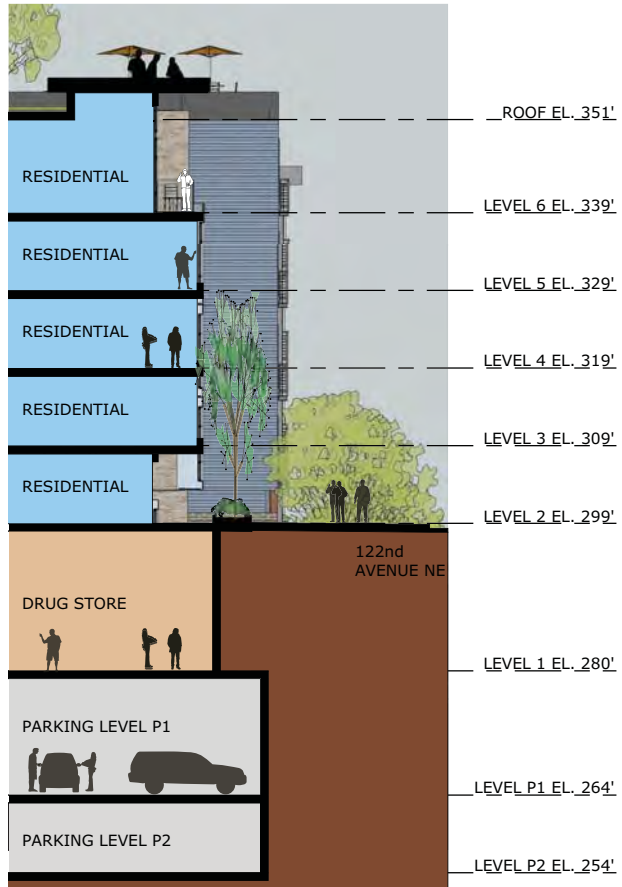 ROOF EL. 351'
RESIDENTIAL
LEVEL 6 EL. 339'
RESIDENTIAL
LEVEL 5 EL. 329'
RESIDENTIAL
LEVEL 4 EL. 319'
RESIDENTIAL
LEVEL 3 EL. 309'
RESIDENTIAL
LEVEL 2 EL. 299'
122nd
AVENUE NE
DRUG STORE
LEVEL 1 EL. 280'
PARKING LEVEL P1
LEVEL P1 EL. 264'
PARKING LEVEL P2
LEVEL P2 EL. 254'